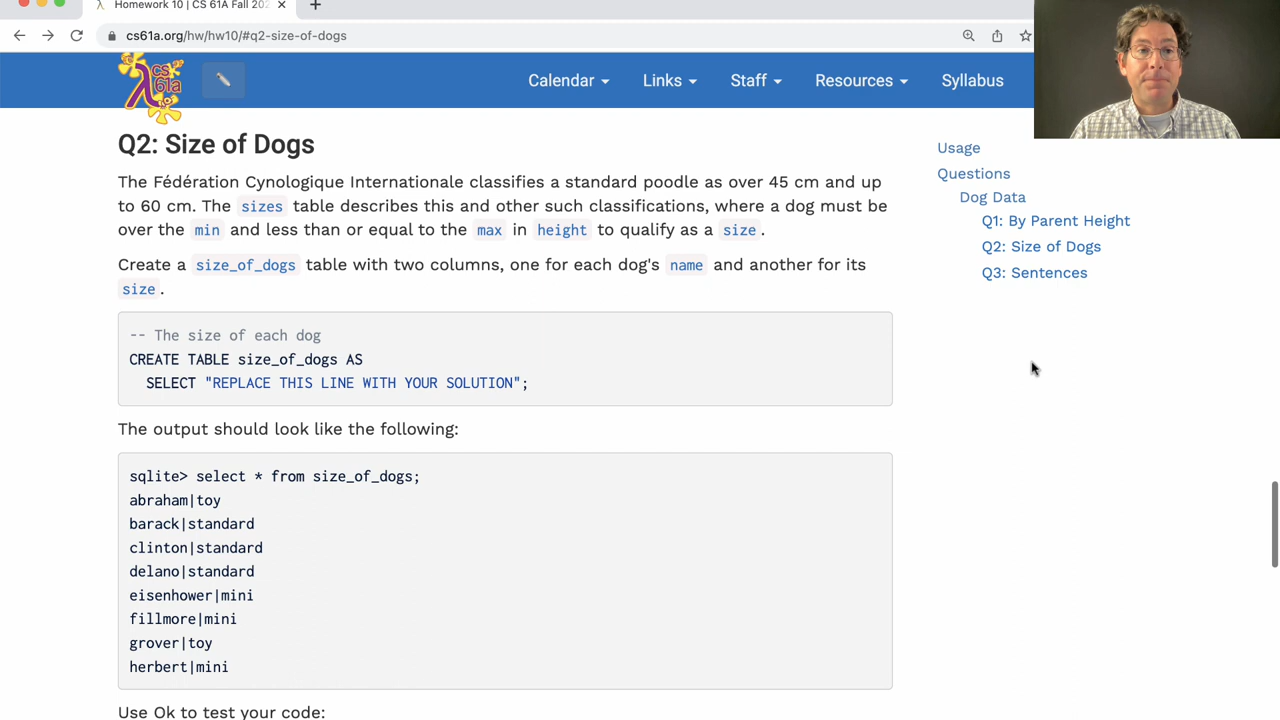 Homework 10 | CS 61A Fall 202
cs61a.org/hw/hw10/#q2-size-of-dogs
cs
61a
Calendar
Links
Staff
Resources
Syllabus
Q2: Size of Dogs
The Fédération Cynologique Internationale classifies a standard poodle as over 45 cm and up
to 60 cm. The sizes table describes this and other such classifications, where a dog must be
over the min and less than or equal to the max in height to qualify as a size.
Create a size_of_dogs table with two columns, one for each dog's name and another for its
size.
-- The size of each dog
CREATE TABLE size_of_dogs AS
SELECT "REPLACE THIS LINE WITH YOUR SOLUTION";
The output should look like the following:
sqlite> select * from size_of_dogs;
abraham|toy
barack|standard
clinton|standard
delano|standard
eisenhower|mini
fillmore|mini
grover|toy
herbert|mini
Use Ok to test your code:
Usage
Questions
Dog Data
Q1: By Parent Height
Q2: Size of Dogs
Q3: Sentences